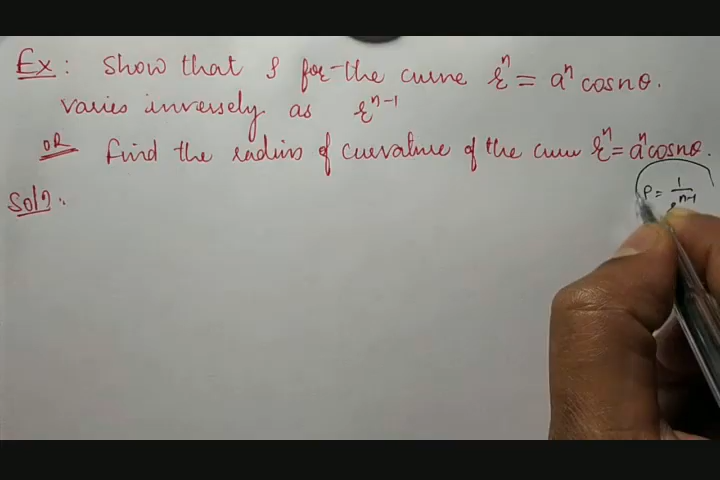 Ex: Show that ρ for the curve r^n = a^n cos nθ.
varies inversely as r^(n-1)
OR Find the radius of curvature of the curve r^n = a^n cos nθ.
Sol?:
ρ = 1/r^(n-1)